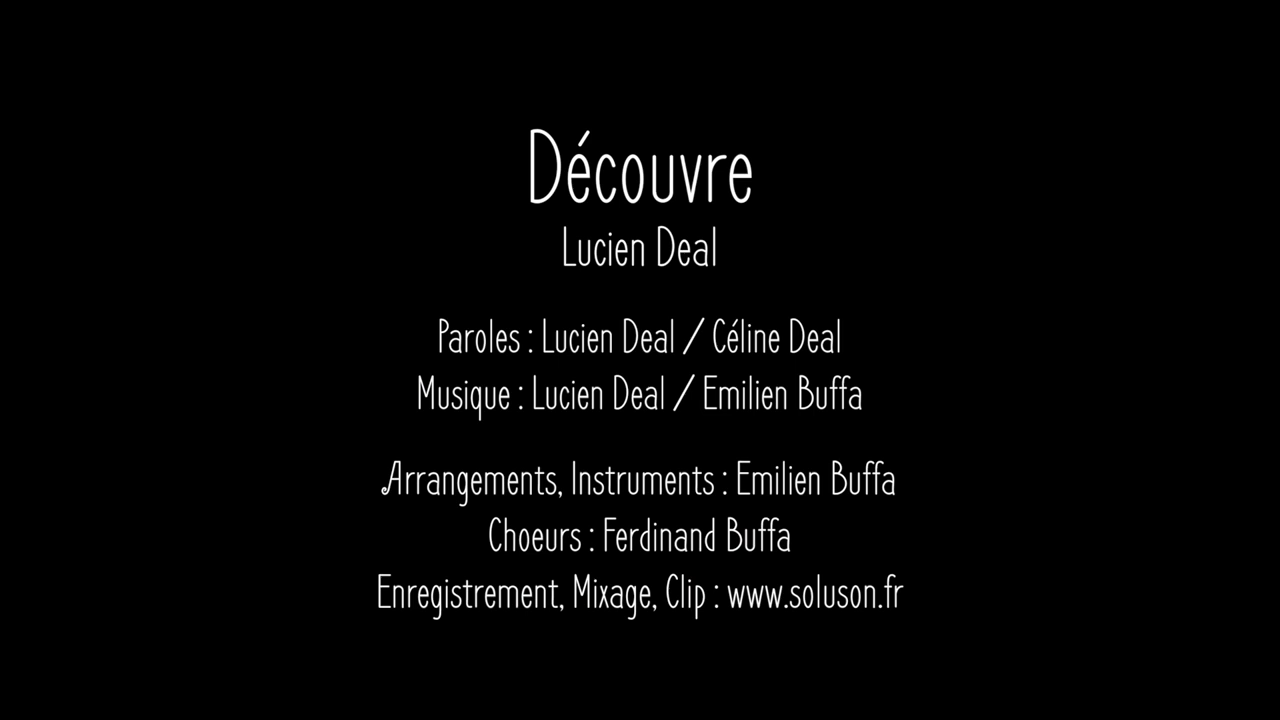 Découvre
Lucien Deal
Paroles : Lucien Deal / Céline Deal
Musique : Lucien Deal / Emilien Buffa
Arrangements, Instruments : Emilien Buffa
Choeurs : Ferdinand Buffa
Enregistrement, Mixage, Clip : www.soluson.fr